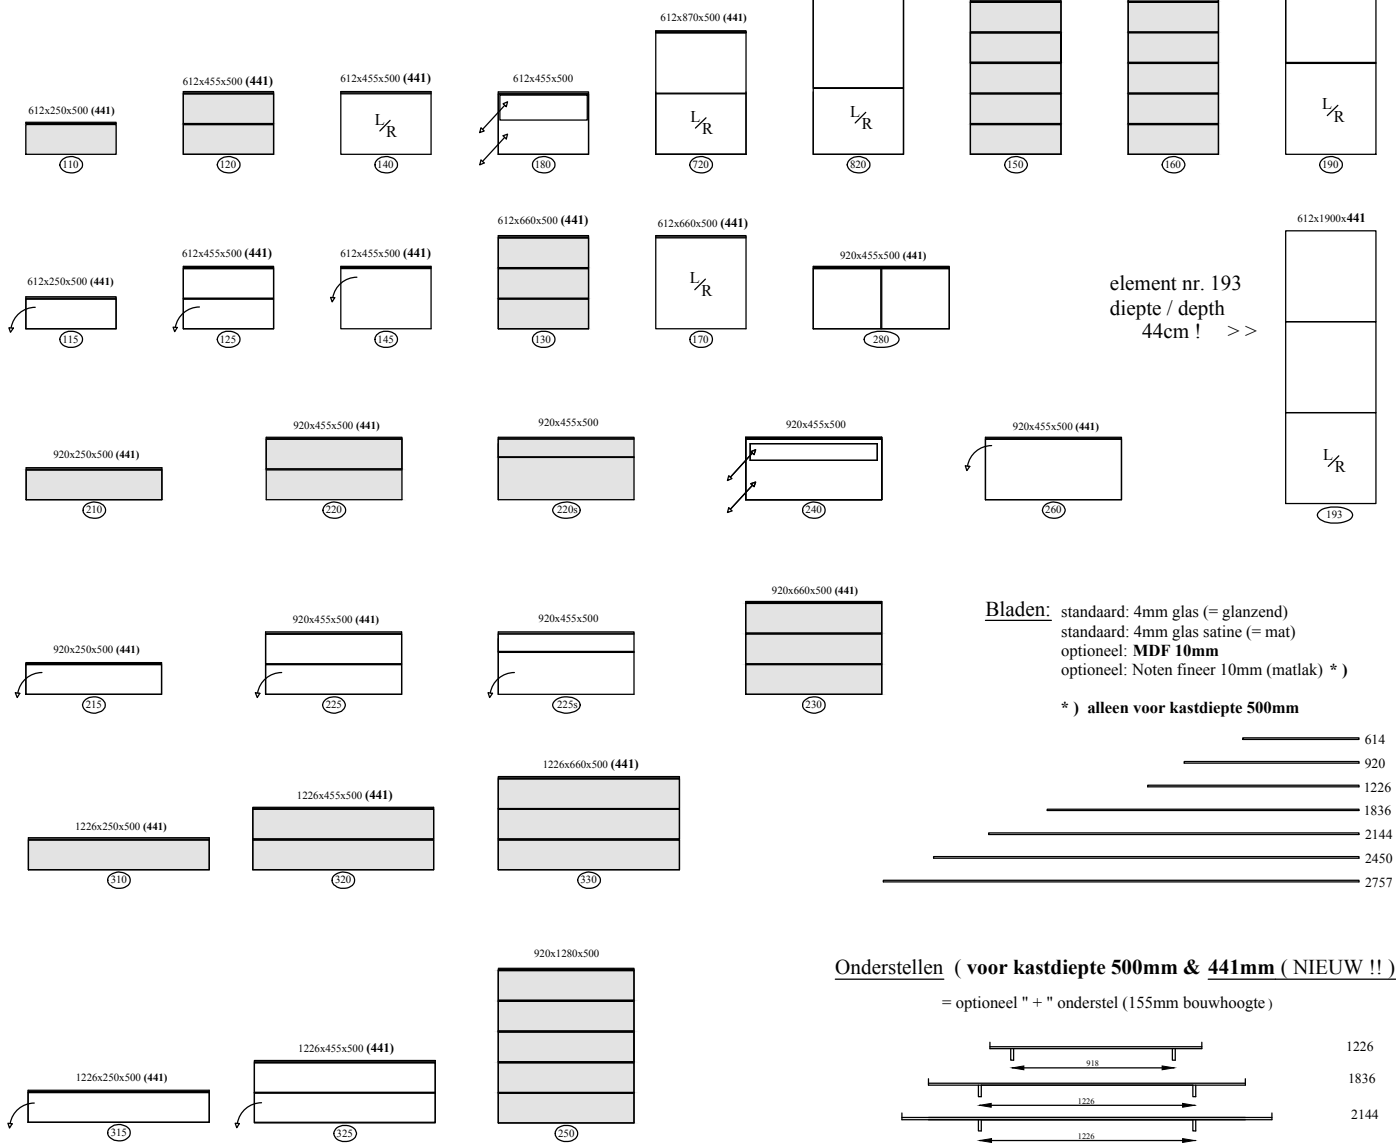 612x870x500 (441)
612x250x500 (441)
612x455x500 (441)
612x455x500 (441)
612x455x500
L/R
L/R
L/R
L/R
110
120
140
180
720
820
150
160
190
612x250x500 (441)
612x455x500 (441)
612x455x500 (441)
612x660x500 (441)
612x660x500 (441)
920x455x500 (441)
612x1900x441
L/R
element nr. 193
diepte / depth
44cm ! >>
115
125
145
130
170
280
920x250x500 (441)
920x455x500 (441)
920x455x500
920x455x500
920x455x500 (441)
L/R
210
220
220s
240
260
193
920x250x500 (441)
920x455x500 (441)
920x455x500
920x660x500 (441)
215
225
225s
230
Bladen: standaard: 4mm glas (= glanzend)
standaard: 4mm glas satine (= mat)
optioneel: MDF 10mm
optioneel: Noten fineer 10mm (matlak) * )
* ) alleen voor kastdiepte 500mm
614
920
1226
1836
2144
2450
2757
1226x250x500 (441)
1226x455x500 (441)
1226x660x500 (441)
310
320
330
1226x250x500 (441)
1226x455x500 (441)
920x1280x500
315
325
250
Onderstellen ( voor kastdiepte 500mm & 441mm ( NIEUW !! )
= optioneel " + " onderstel (155mm bouwhoogte )
1226
918
1836
1226
2144
1226